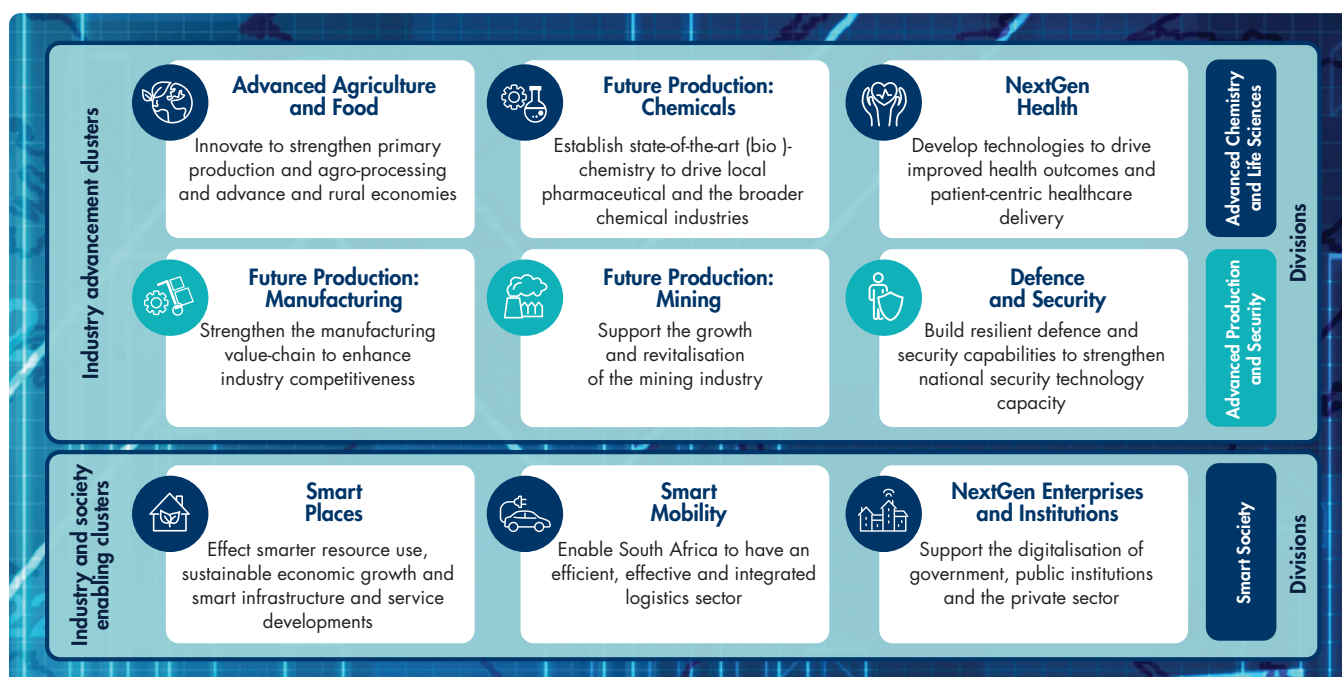 Industry advancement clusters
Advanced Agriculture
and Food
Innovate to strengthen primary
production and agro-processing
and advance and rural economies
Future Production:
Chemicals
Establish state-of-the-art (bio )-
chemistry to drive local
pharmaceutical and the broader
chemical industries
NextGen
Health
Develop technologies to drive
improved health outcomes and
patient-centric healthcare
delivery
Advanced Chemistry
and Life Sciences
Future Production:
Manufacturing
Strengthen the manufacturing
value-chain to enhance
industry competitiveness
Future Production:
Mining
Support the growth
and revitalisation
of the mining industry
Defence
and Security
Build resilient defence and
security capabilities to strengthen
national security technology
capacity
Advanced Production
and Security
Divisions
Industry and society
enabling clusters
Smart
Places
Effect smarter resource use,
sustainable economic growth and
smart infrastructure and service
developments
Smart
Mobility
Enable South Africa to have an
efficient, effective and integrated
logistics sector
NextGen Enterprises
and Institutions
Support the digitalisation of
government, public institutions
and the private sector
Smart Society
Divisions